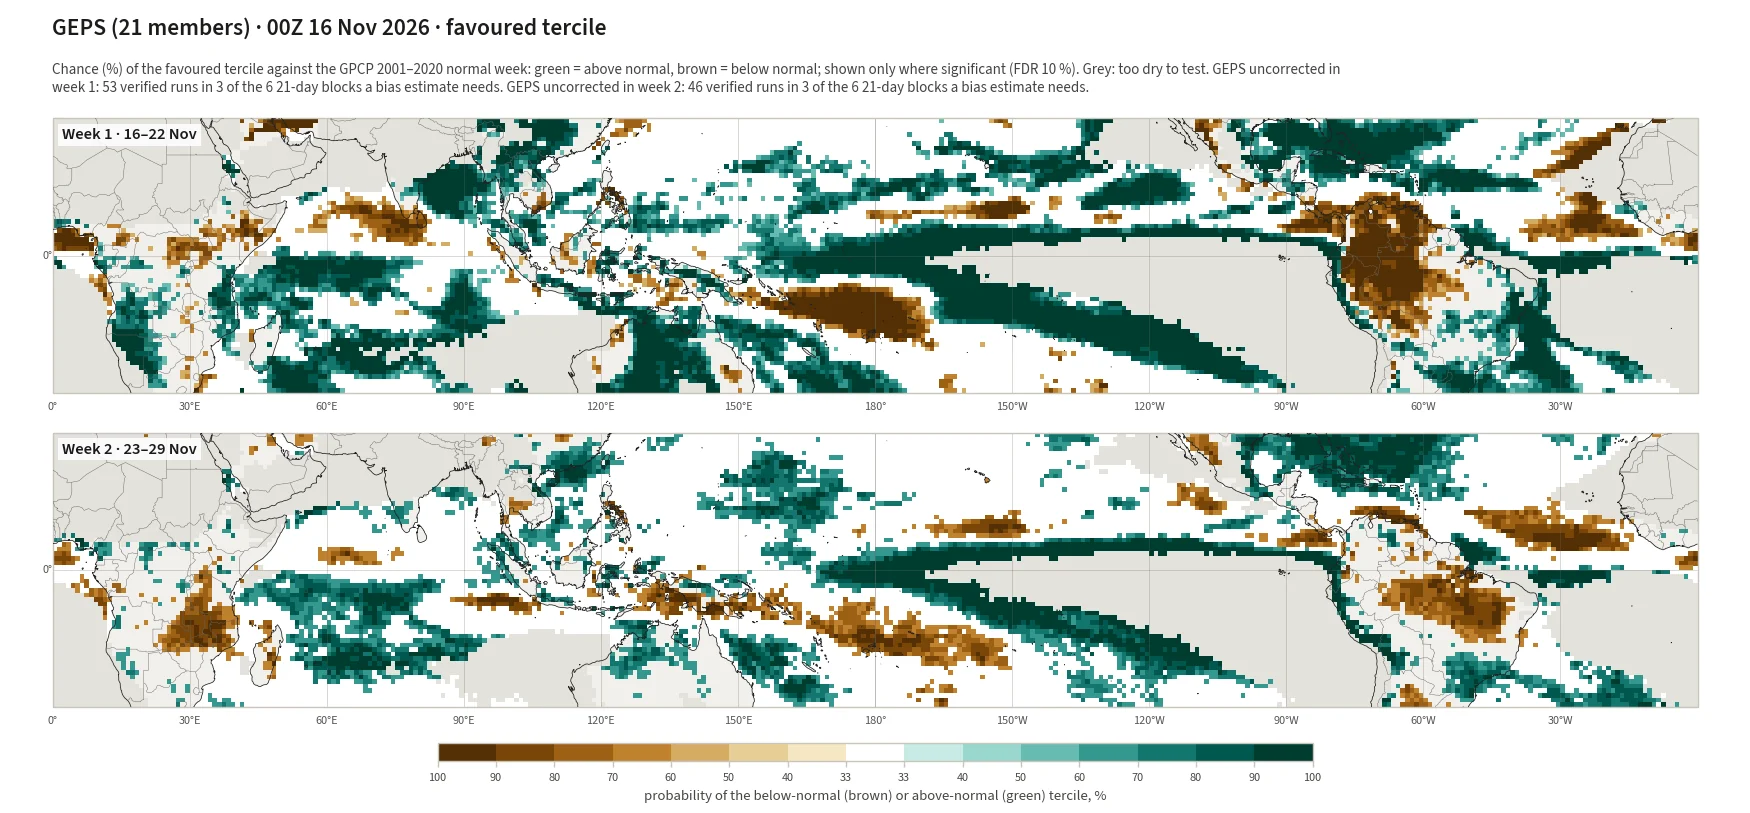 GEPS (21 members) · 00Z 16 Nov 2026 · favoured tercile
Chance (%) of the favoured tercile against the GPCP 2001–2020 normal week: green = above normal, brown = below normal; shown only where significant (FDR 10 %). Grey: too dry to test. GEPS uncorrected in
week 1: 53 verified runs in 3 of the 6 21-day blocks a bias estimate needs. GEPS uncorrected in week 2: 46 verified runs in 3 of the 6 21-day blocks a bias estimate needs.
Week 1 · 16–22 Nov
0°
0° 30°E 60°E 90°E 120°E 150°E 180° 150°W 120°W 90°W 60°W 30°W
Week 2 · 23–29 Nov
0°
0° 30°E 60°E 90°E 120°E 150°E 180° 150°W 120°W 90°W 60°W 30°W
100 90 80 70 60 50 40 33 33 40 50 60 70 80 90 100
probability of the below-normal (brown) or above-normal (green) tercile, %